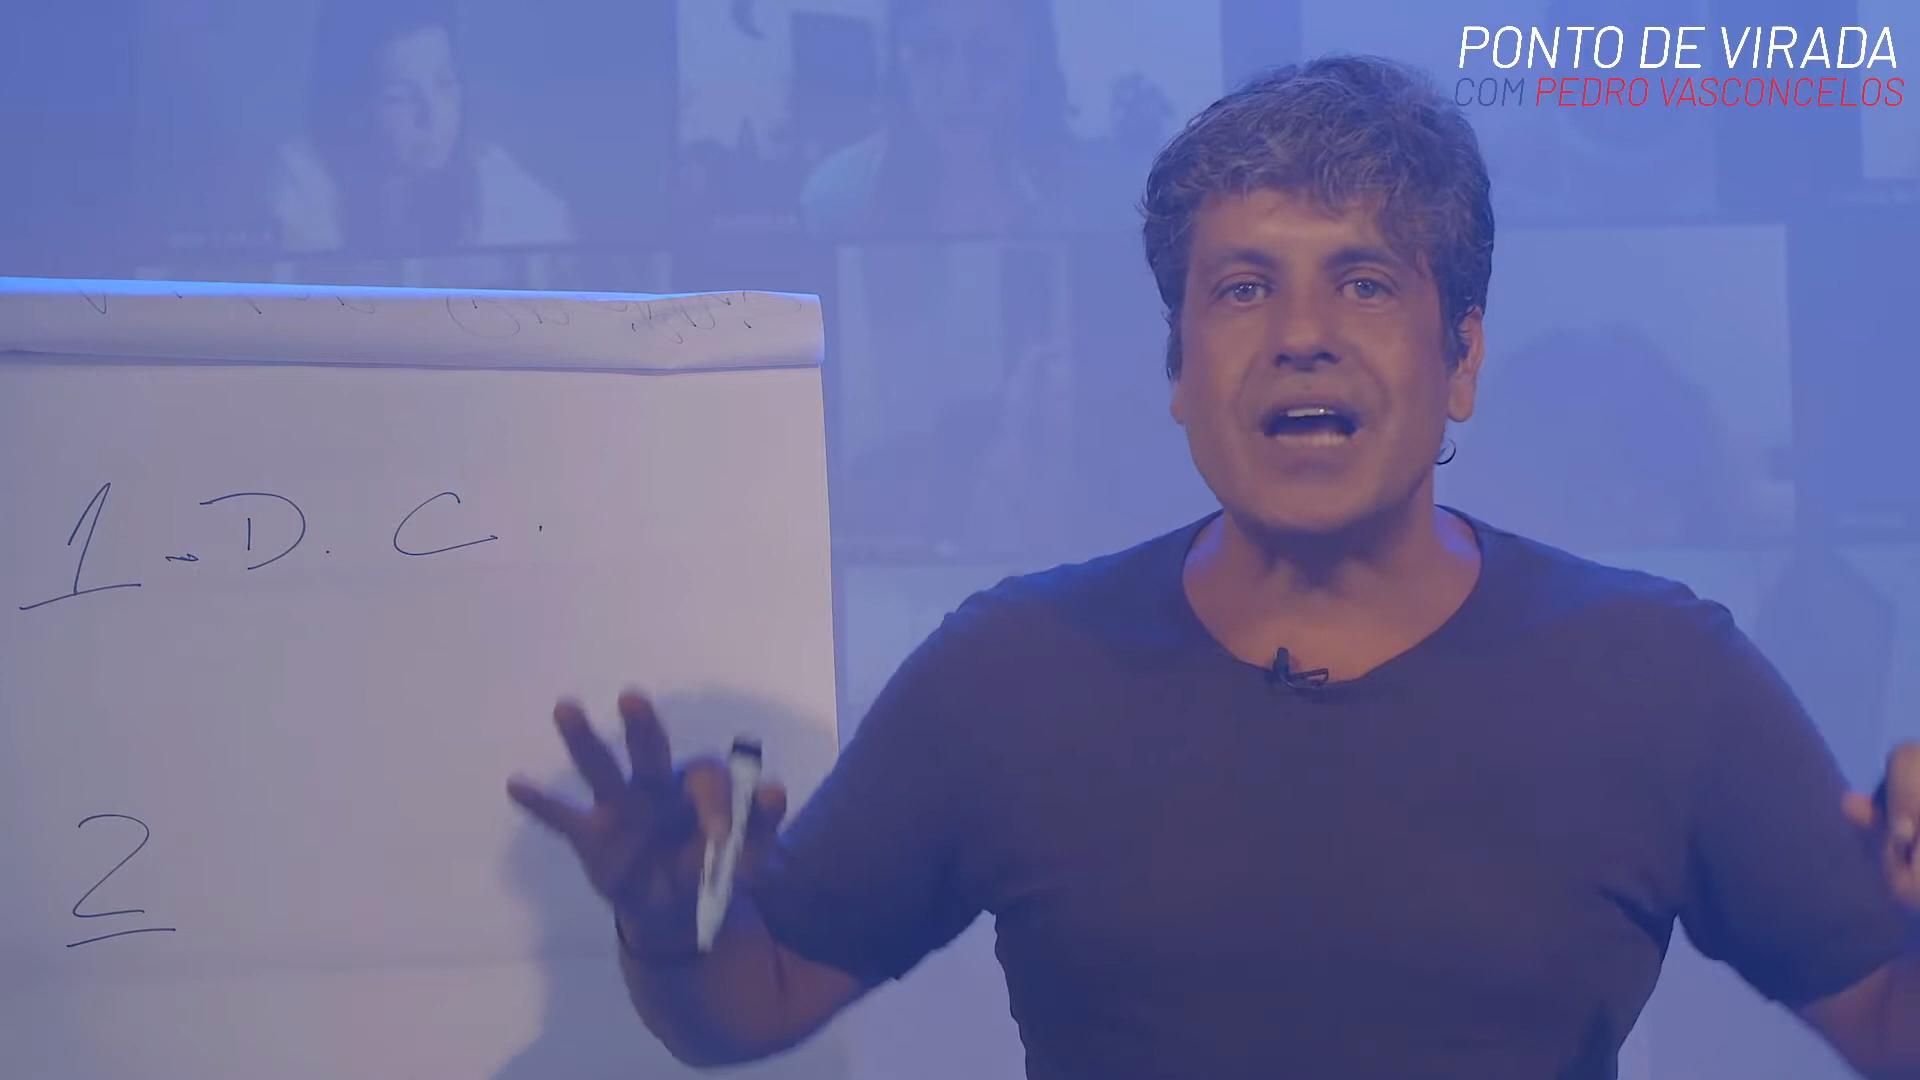 PONTO DE VIRADA
COM PEDRO VASCONCELOS
1 - D. C.
2